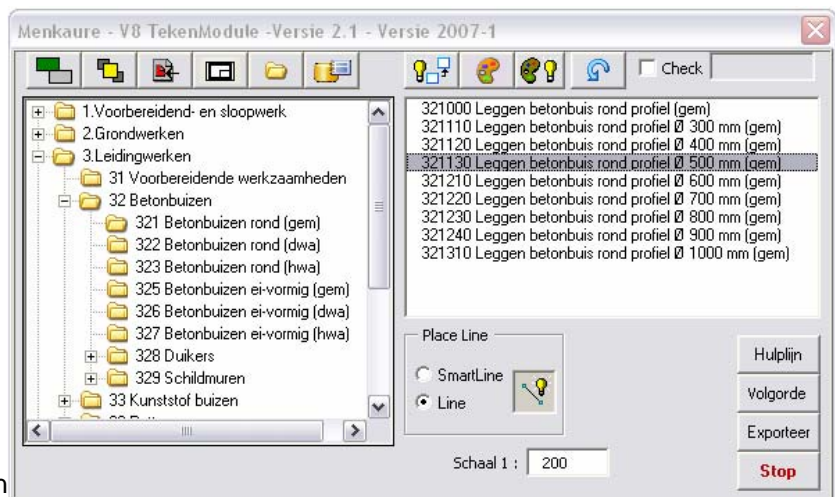 Menkaure - V8 TekenModule -Versie 2.1 - Versie 2007-1
Check
1.Voorbereidend- en sloopwerk
2.Grondwerken
3.Leidingwerken
31 Voorbereidende werkzaamheden
32 Betonbuizen
321 Betonbuizen rond (gem)
322 Betonbuizen rond (dwa)
323 Betonbuizen rond (hwa)
325 Betonbuizen ei-vormig (gem)
326 Betonbuizen ei-vormig (dwa)
327 Betonbuizen ei-vormig (hwa)
328 Duikers
329 Schildmuren
33 Kunststof buizen
321000 Leggen betonbuis rond profiel (gem)
321110 Leggen betonbuis rond profiel Ø 300 mm (gem)
321120 Leggen betonbuis rond profiel Ø 400 mm (gem)
321130 Leggen betonbuis rond profiel Ø 500 mm (gem)
321210 Leggen betonbuis rond profiel Ø 600 mm (gem)
321220 Leggen betonbuis rond profiel Ø 700 mm (gem)
321230 Leggen betonbuis rond profiel Ø 800 mm (gem)
321240 Leggen betonbuis rond profiel Ø 900 mm (gem)
321310 Leggen betonbuis rond profiel Ø 1000 mm (gem)
Place Line
SmartLine
Line
Schaal 1 : 200
Hulplijn
Volgorde
Exporteer
Stop